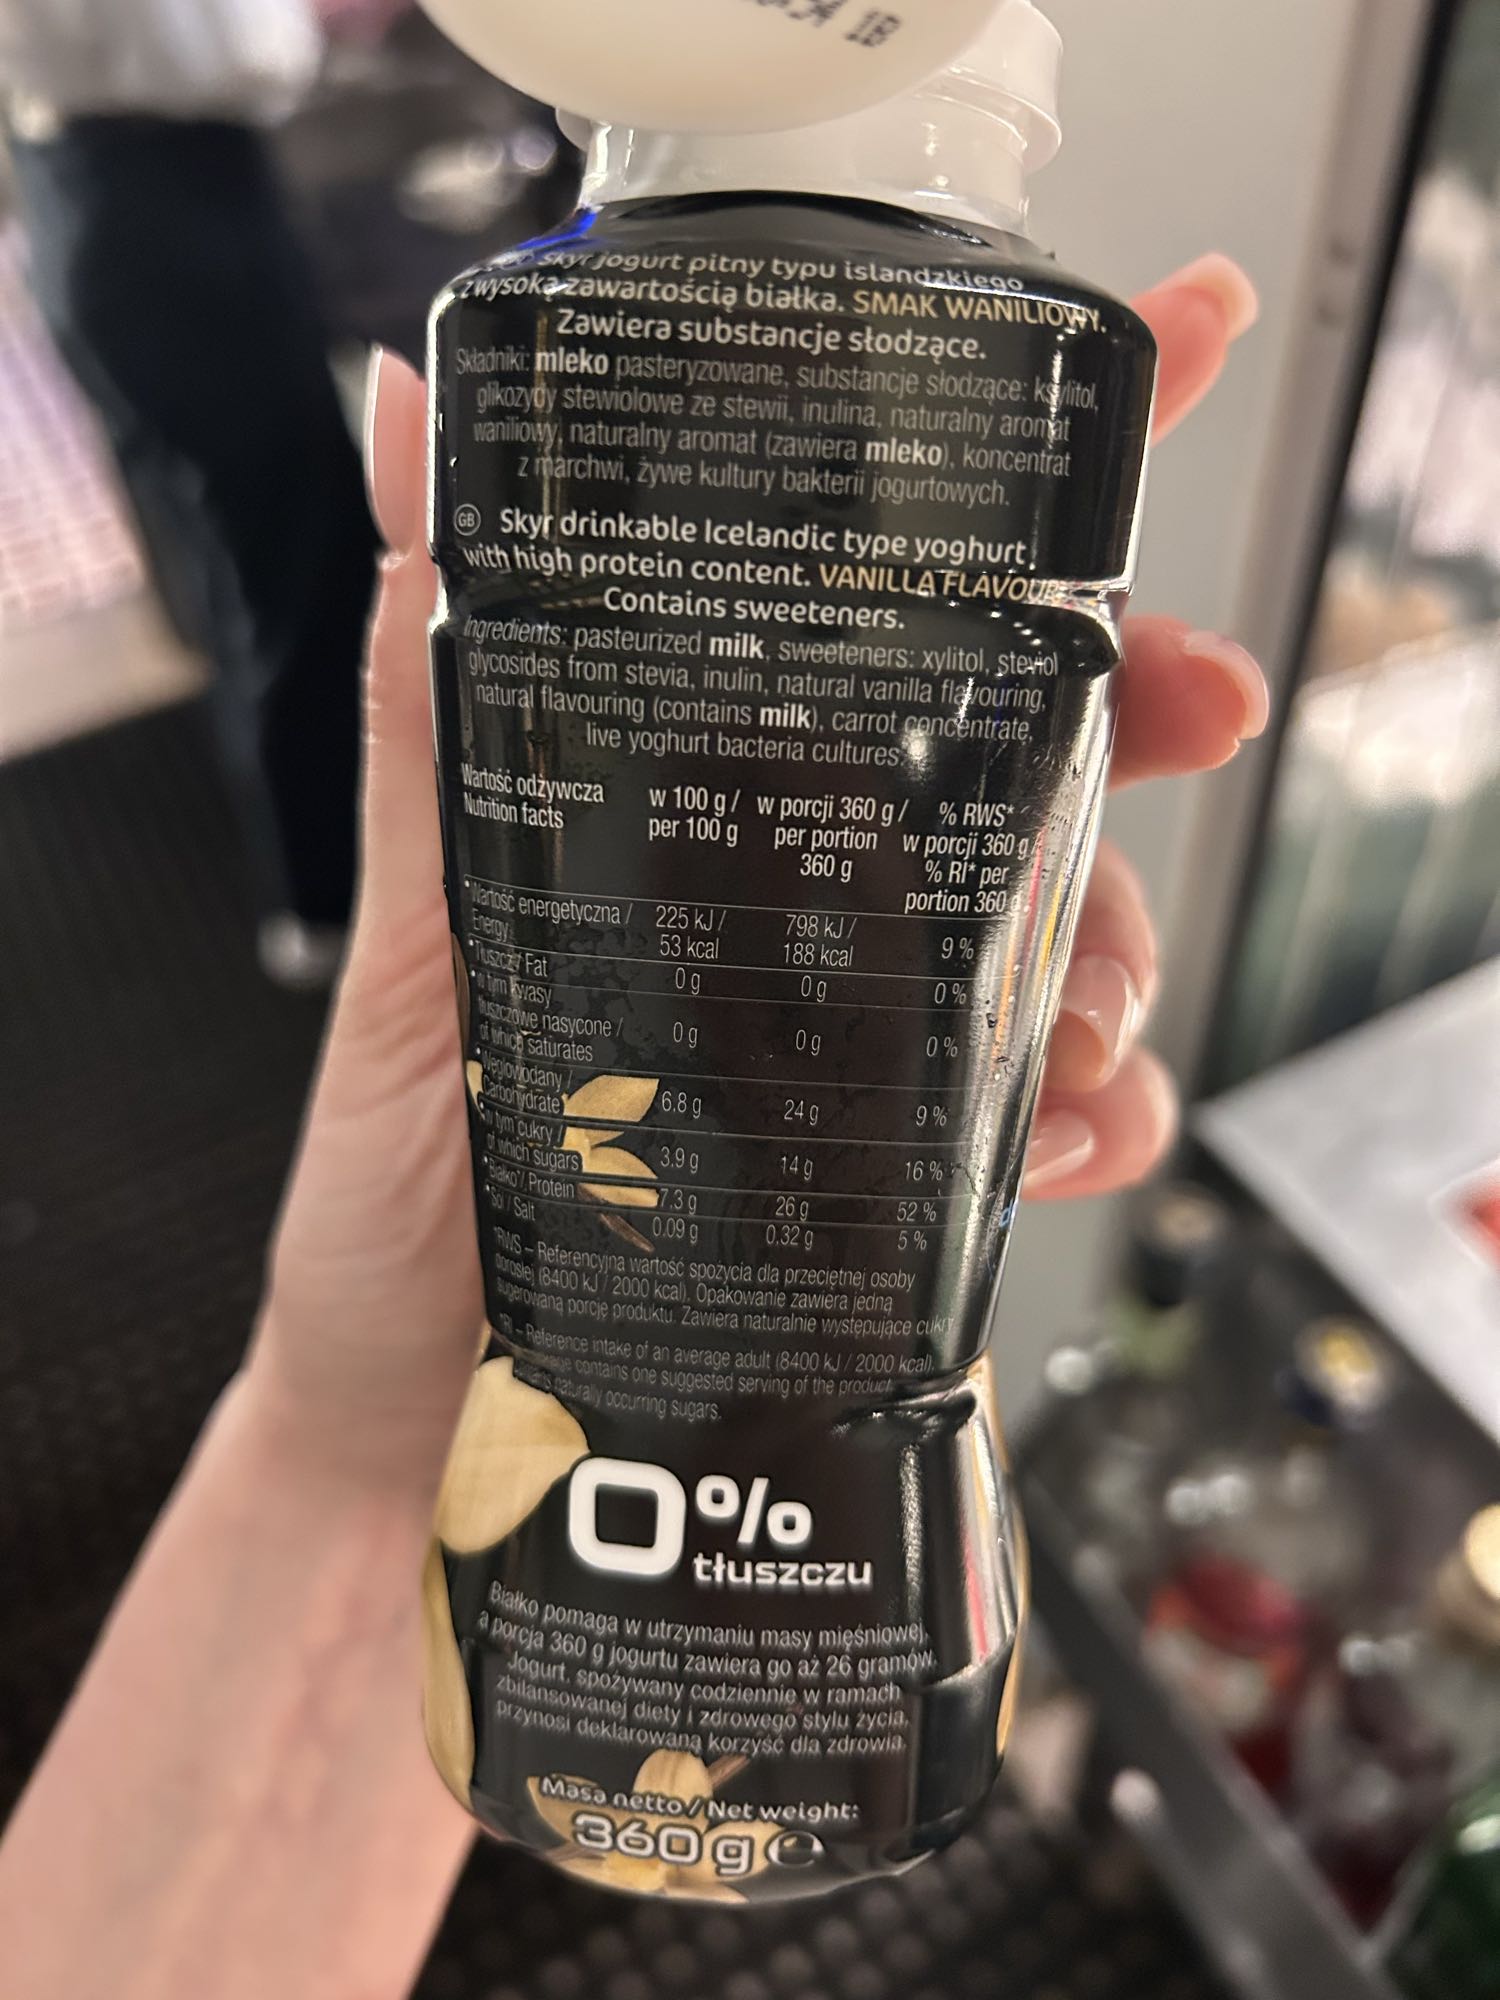 1B
Skyr jogurt pitny typu islandzkiego
z wysoką zawartością białka. SMAK WANILIOWY.
Zawiera substancje słodzące.
Składniki: mleko pasteryzowane, substancje słodzące: ksylitol,
glikozydy stewiolowe ze stewii, inulina, naturalny aromat
waniliowy, naturalny aromat (zawiera mleko), koncentrat
z marchwi, żywe kultury bakterii jogurtowych.
GB Skyr drinkable Icelandic type yoghurt
with high protein content. VANILLA FLAVOUR.
Contains sweeteners.
Ingredients: pasteurized milk, sweeteners: xylitol, steviol
glycosides from stevia, inulin, natural vanilla flavouring,
natural flavouring (contains milk), carrot concentrate,
live yoghurt bacteria cultures.
Wartość odżywcza w 100 g / w porcji 360 g / % RWS*
Nutrition facts per 100 g per portion w porcji 360 g /
360 g % RI* per
portion 360 g
*Wartość energetyczna / 225 kJ / 798 kJ /
Energy 53 kcal 188 kcal 9 %
*Tłuszcz / Fat 0 g 0 g 0 %
*w tym kwasy
tłuszczowe nasycone / 0 g 0 g 0 %
of which saturates
*Węglowodany /
Carbohydrate 6.8 g 24 g 9 %
*w tym cukry /
of which sugars 3.9 g 14 g 16 %
*Białko / Protein 7.3 g 26 g 52 %
*Sól / Salt 0.09 g 0.32 g 5 %
*RWS – Referencyjna wartość spożycia dla przeciętnej osoby
dorosłej (8400 kJ / 2000 kcal). Opakowanie zawiera jedną
sugerowaną porcję produktu. Zawiera naturalnie występujące cukry.
*RI – Reference intake of an average adult (8400 kJ / 2000 kcal).
contains one suggested serving of the product.
naturally occurring sugars.
0%
tłuszczu
Białko pomaga w utrzymaniu masy mięśniowej,
a porcja 360 g jogurtu zawiera go aż 26 gramów.
Jogurt, spożywany codziennie w ramach
zbilansowanej diety i zdrowego stylu życia,
przynosi deklarowaną korzyść dla zdrowia.
Masa netto / Net weight:
360 g ℮